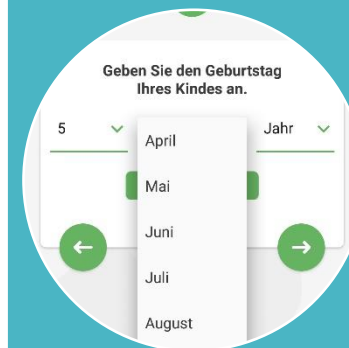 Geben Sie den Geburtstag
Ihres Kindes an.
5
Jahr
April
Mai
Juni
Juli
August